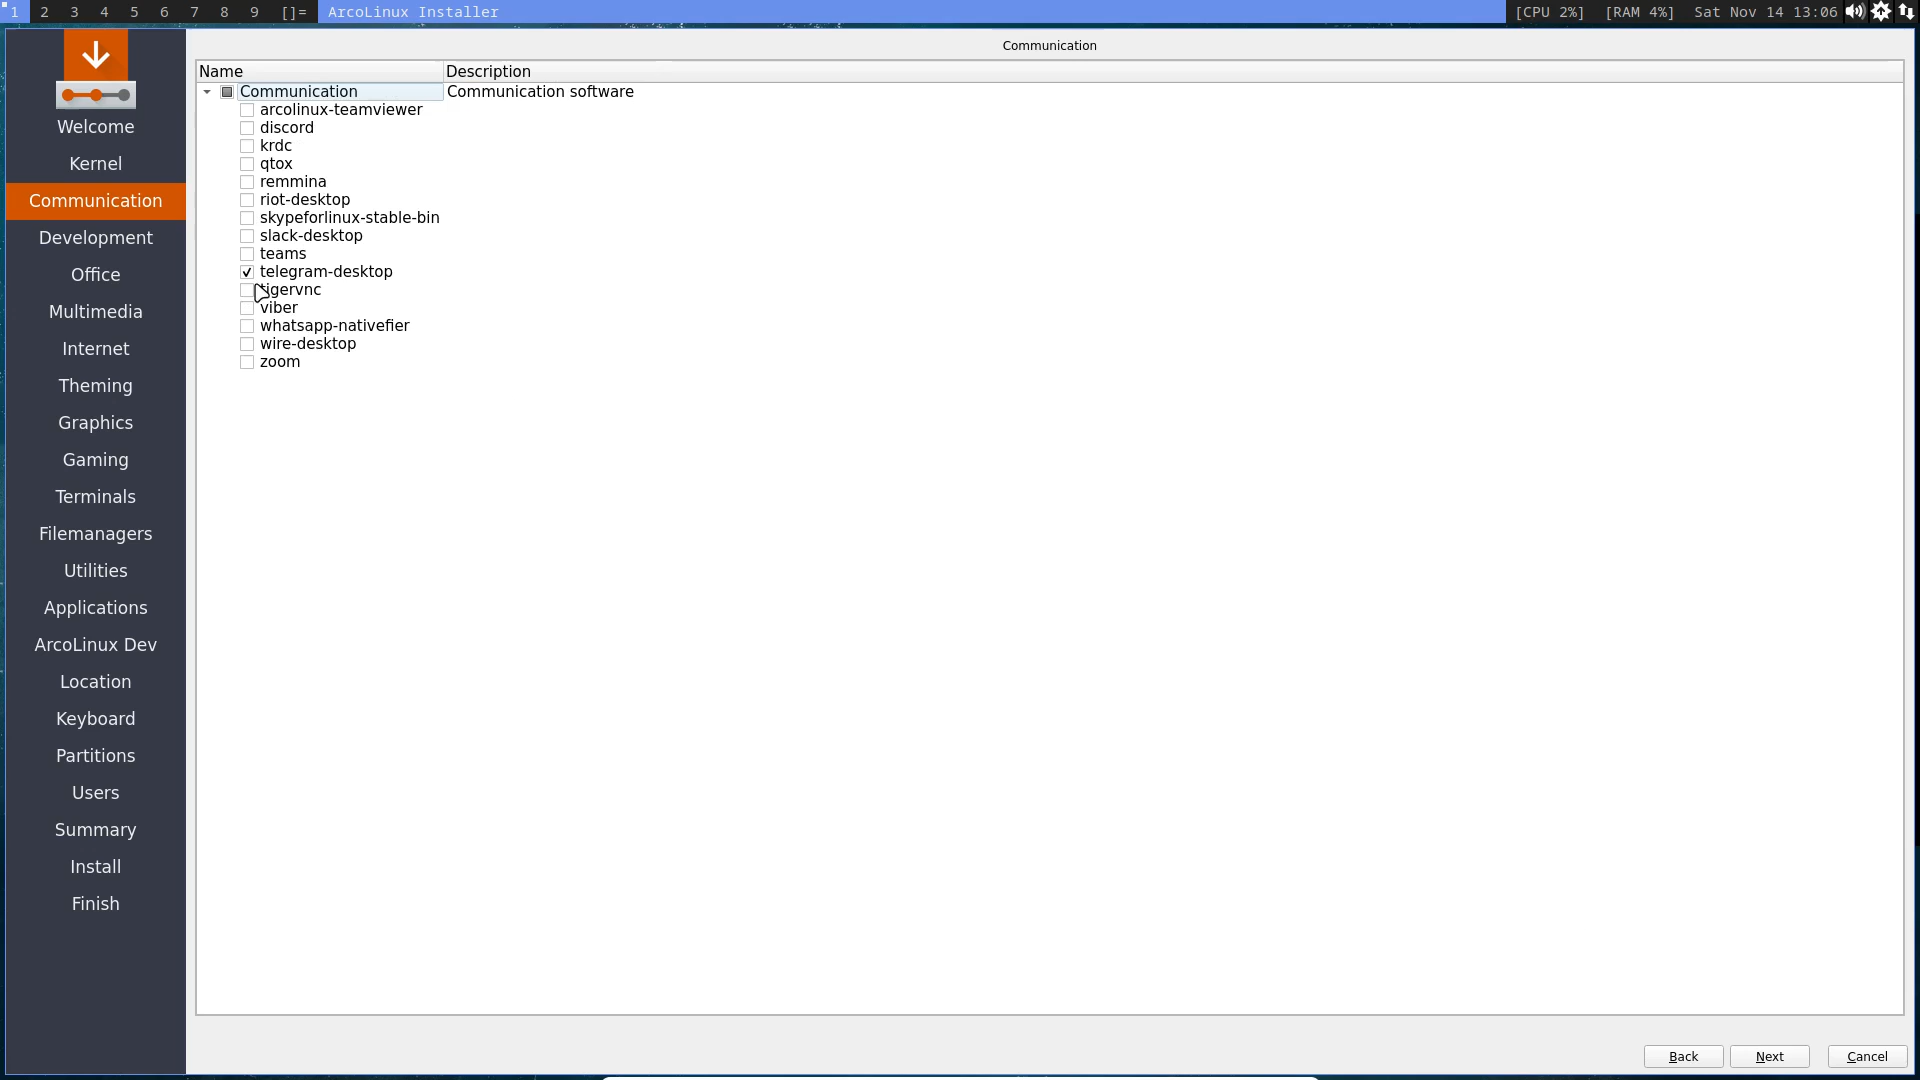 1 2 3 4 5 6 7 8 9 []= ArcoLinux Installer [CPU 2%] [RAM 4%] Sat Nov 14 13:06
Communication
Welcome
Kernel
Communication
Development
Office
Multimedia
Internet
Theming
Graphics
Gaming
Terminals
Filemanagers
Utilities
Applications
ArcoLinux Dev
Location
Keyboard
Partitions
Users
Summary
Install
Finish
Name Description
Communication Communication software
arcolinux-teamviewer
discord
krdc
qtox
remmina
riot-desktop
skypeforlinux-stable-bin
slack-desktop
teams
telegram-desktop
tigervnc
viber
whatsapp-nativefier
wire-desktop
zoom
Back Next Cancel